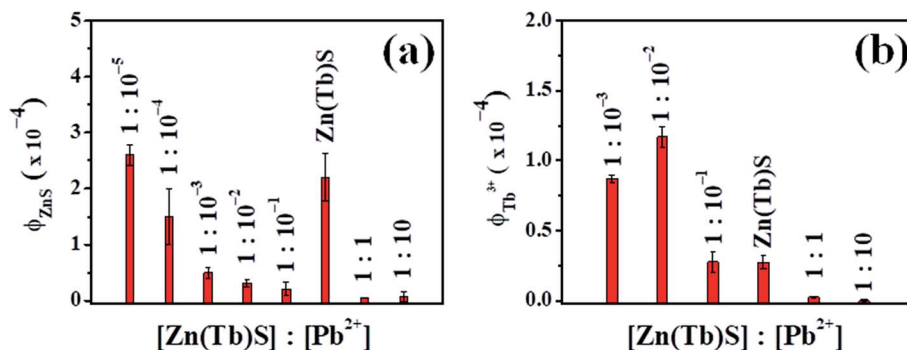 (a)
5
4
3
2
1
0
ϕ_ZnS ( x 10⁻⁴)
1 : 10⁻⁵
1 : 10⁻⁴
1 : 10⁻³
1 : 10⁻²
1 : 10⁻¹
Zn(Tb)S
1 : 1
1 : 10
[Zn(Tb)S] : [Pb²⁺]
(b)
2.0
1.5
1.0
0.5
0.0
ϕ_Tb³⁺ ( x 10⁻⁴)
1 : 10⁻³
1 : 10⁻²
1 : 10⁻¹
Zn(Tb)S
1 : 1
1 : 10
[Zn(Tb)S] : [Pb²⁺]